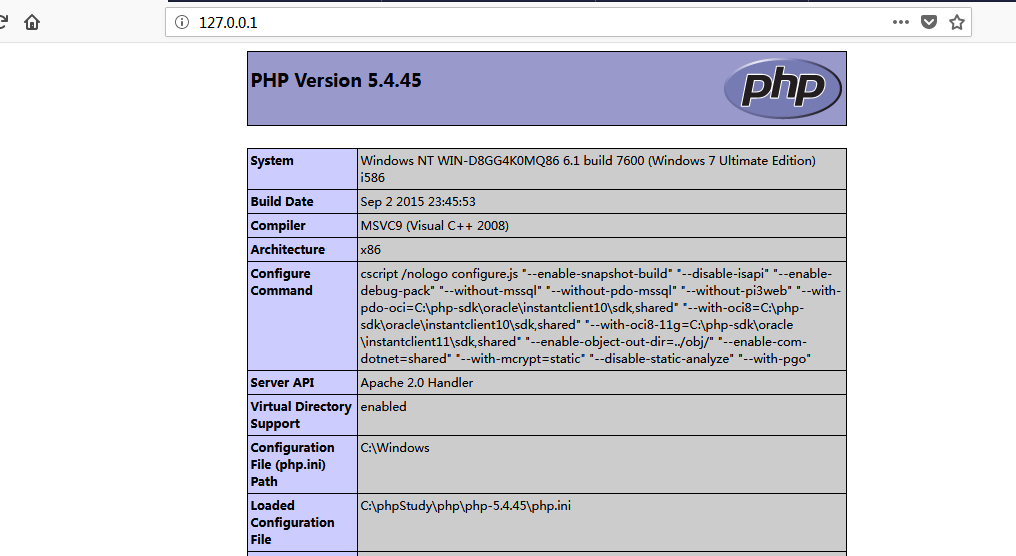 127.0.0.1
PHP Version 5.4.45
php
System
Windows NT WIN-D8GG4K0MQ86 6.1 build 7600 (Windows 7 Ultimate Edition)
i586
Build Date
Sep 2 2015 23:45:53
Compiler
MSVC9 (Visual C++ 2008)
Architecture
x86
Configure
Command
cscript /nologo configure.js "--enable-snapshot-build" "--disable-isapi" "--enable-
debug-pack" "--without-mssql" "--without-pdo-mssql" "--without-pi3web" "--with-
pdo-oci=C:\php-sdk\oracle\instantclient10\sdk,shared" "--with-oci8=C:\php-
sdk\oracle\instantclient10\sdk,shared" "--with-oci8-11g=C:\php-sdk\oracle
\instantclient11\sdk,shared" "--enable-object-out-dir=../obj/" "--enable-com-
dotnet=shared" "--with-mcrypt=static" "--disable-static-analyze" "--with-pgo"
Server API
Apache 2.0 Handler
Virtual Directory
Support
enabled
Configuration
File (php.ini)
Path
C:\Windows
Loaded
Configuration
File
C:\phpStudy\php\php-5.4.45\php.ini